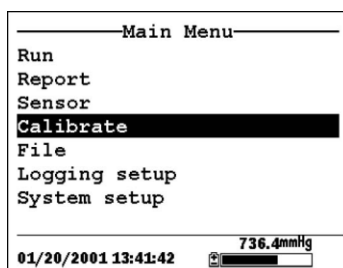 Main Menu
Run
Report
Sensor
Calibrate
File
Logging setup
System setup
736.4mmHg
01/20/2001 13:41:42